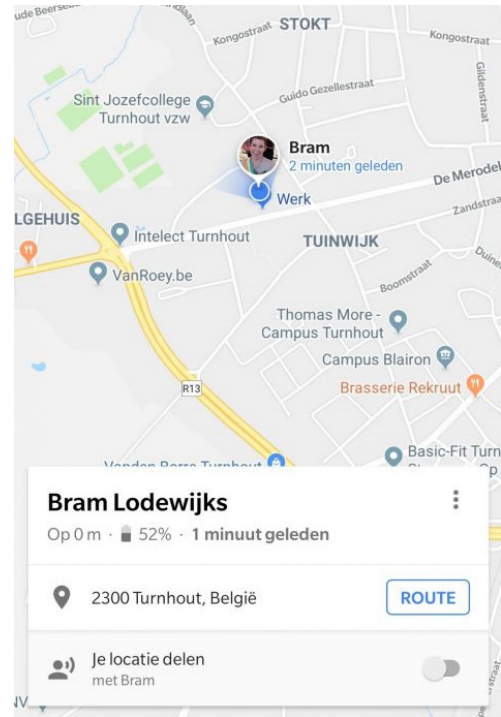 STOKT
Kongostraat
Kongostraat
Gildenstraat
Guido Gezellestraat
Sint Jozefcollege
Turnhout vzw
Bram
2 minuten geleden
De Merodel
Werk
Zandstraa
LGEHUIS
Intelect Turnhout
TUINWIJK
VanRoey.be
Boomstraat
Thomas More -
Campus Turnhout
Campus Blairon
R13
Brasserie Rekruut
Basic-Fit Turn
Bram Lodewijks
Op 0 m · 52% · 1 minuut geleden
2300 Turnhout, België
ROUTE
Je locatie delen
met Bram